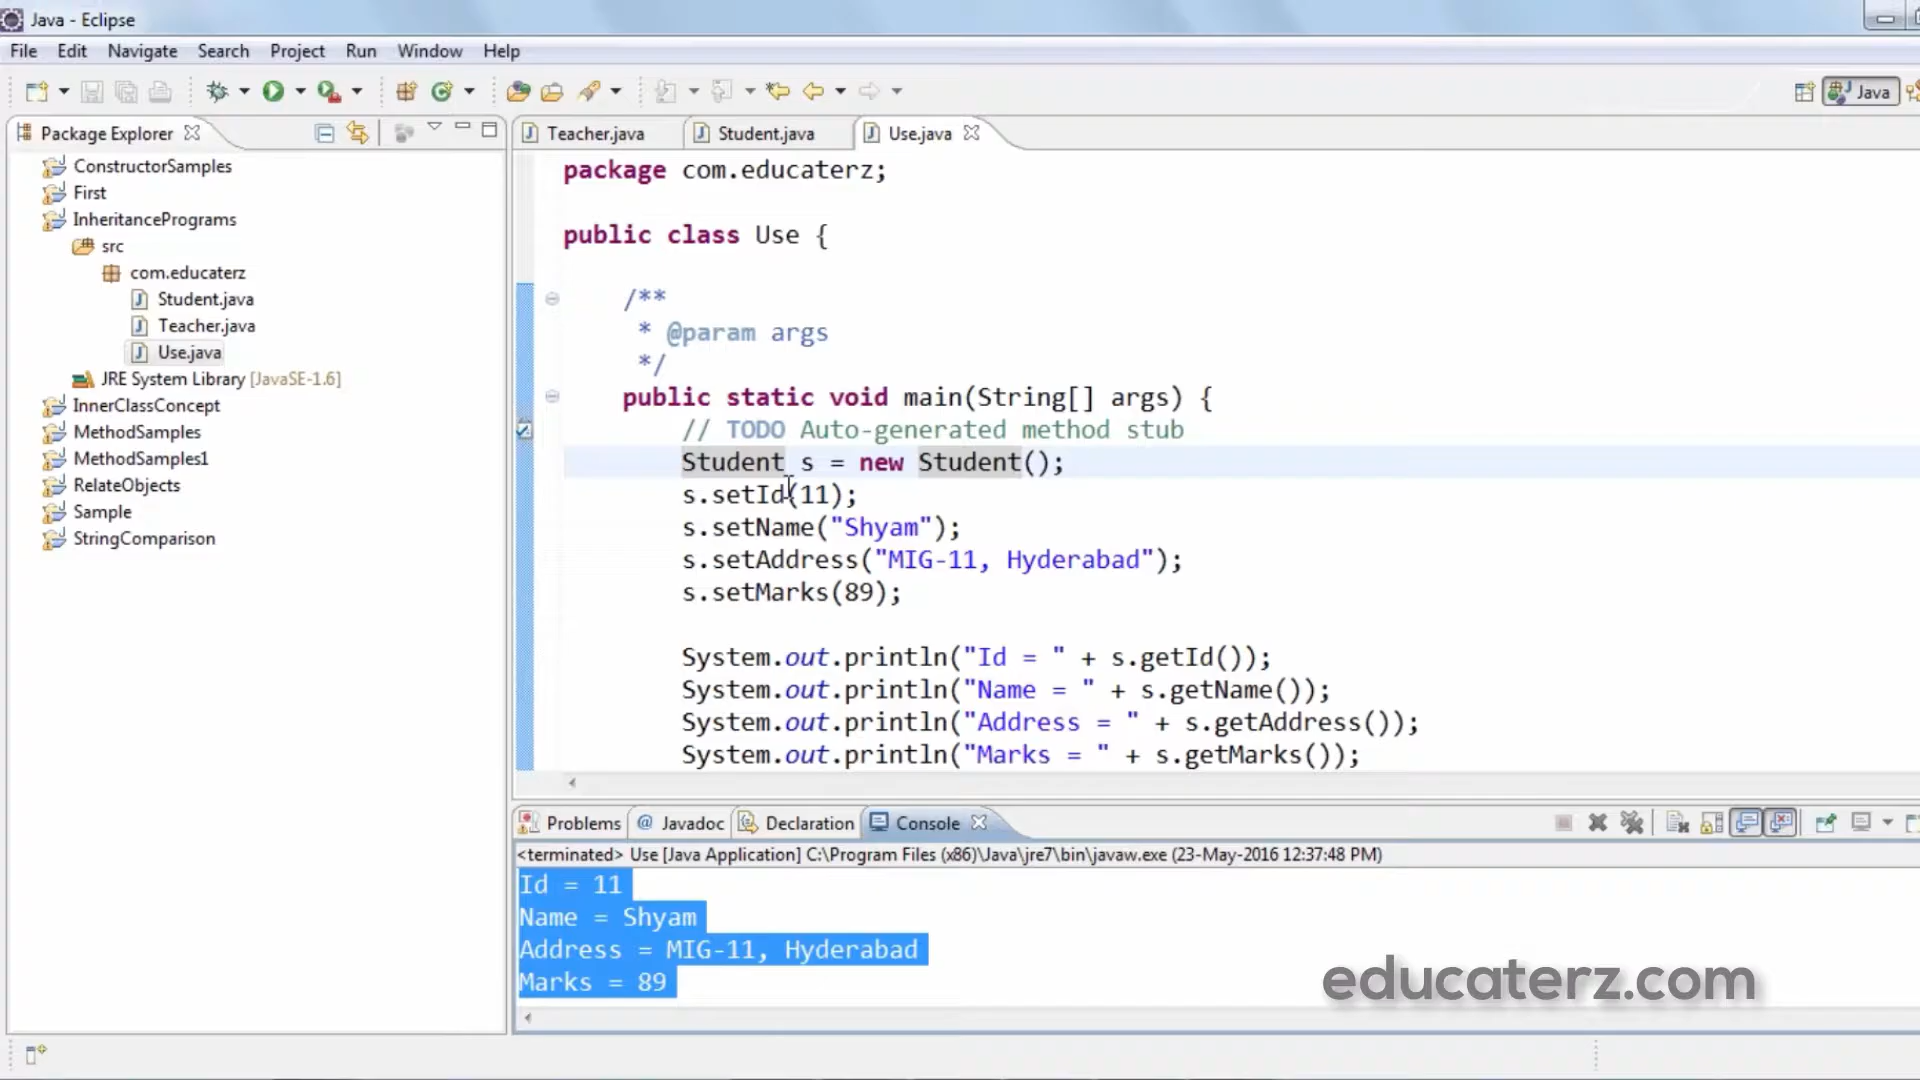 Java - Eclipse
File Edit Navigate Search Project Run Window Help
Java
Package Explorer
ConstructorSamples
First
InheritancePrograms
src
com.educaterz
Student.java
Teacher.java
Use.java
JRE System Library [JavaSE-1.6]
InnerClassConcept
MethodSamples
MethodSamples1
RelateObjects
Sample
StringComparison
Teacher.java Student.java Use.java
package com.educaterz;
public class Use {
/**
* @param args
*/
public static void main(String[] args) {
// TODO Auto-generated method stub
Student s = new Student();
s.setId(11);
s.setName("Shyam");
s.setAddress("MIG-11, Hyderabad");
s.setMarks(89);
System.out.println("Id = " + s.getId());
System.out.println("Name = " + s.getName());
System.out.println("Address = " + s.getAddress());
System.out.println("Marks = " + s.getMarks());
Problems @ Javadoc Declaration Console
<terminated> Use [Java Application] C:\Program Files (x86)\Java\jre7\bin\javaw.exe (23-May-2016 12:37:48 PM)
Id = 11
Name = Shyam
Address = MIG-11, Hyderabad
Marks = 89
educaterz.com